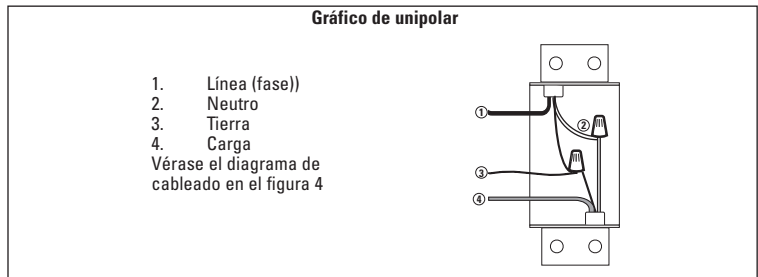 Gráfico de unipolar
1. Línea (fase))
2. Neutro
3. Tierra
4. Carga
Vérase el diagrama de
cableado en el figura 4
①
②
③
④